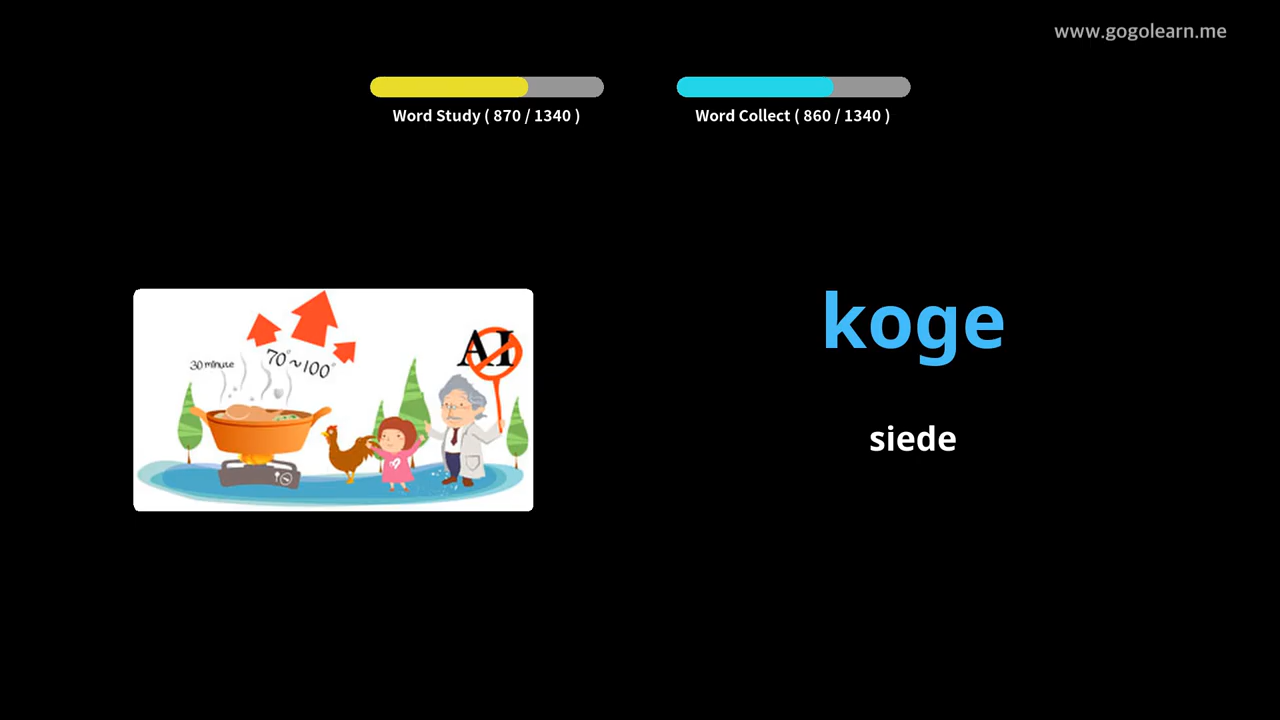 www.gogolearn.me
Word Study ( 870 / 1340 )
Word Collect ( 860 / 1340 )
30 minute
70°~100°
AI
koge
siede